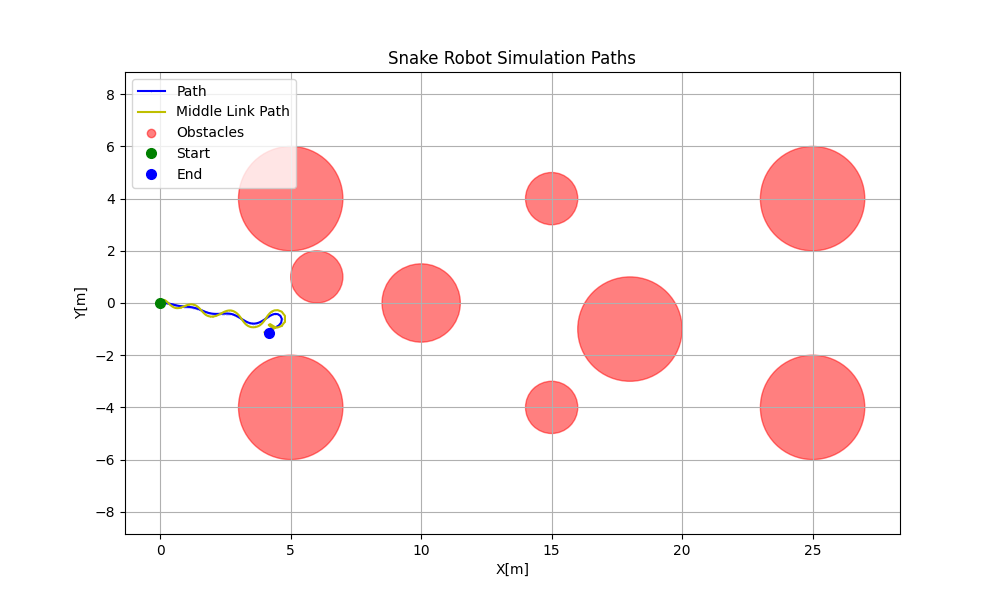 Snake Robot Simulation Paths
Path
Middle Link Path
Obstacles
Start
End
8
6
4
2
0
−2
−4
−6
−8
Y[m]
0 5 10 15 20 25
X[m]